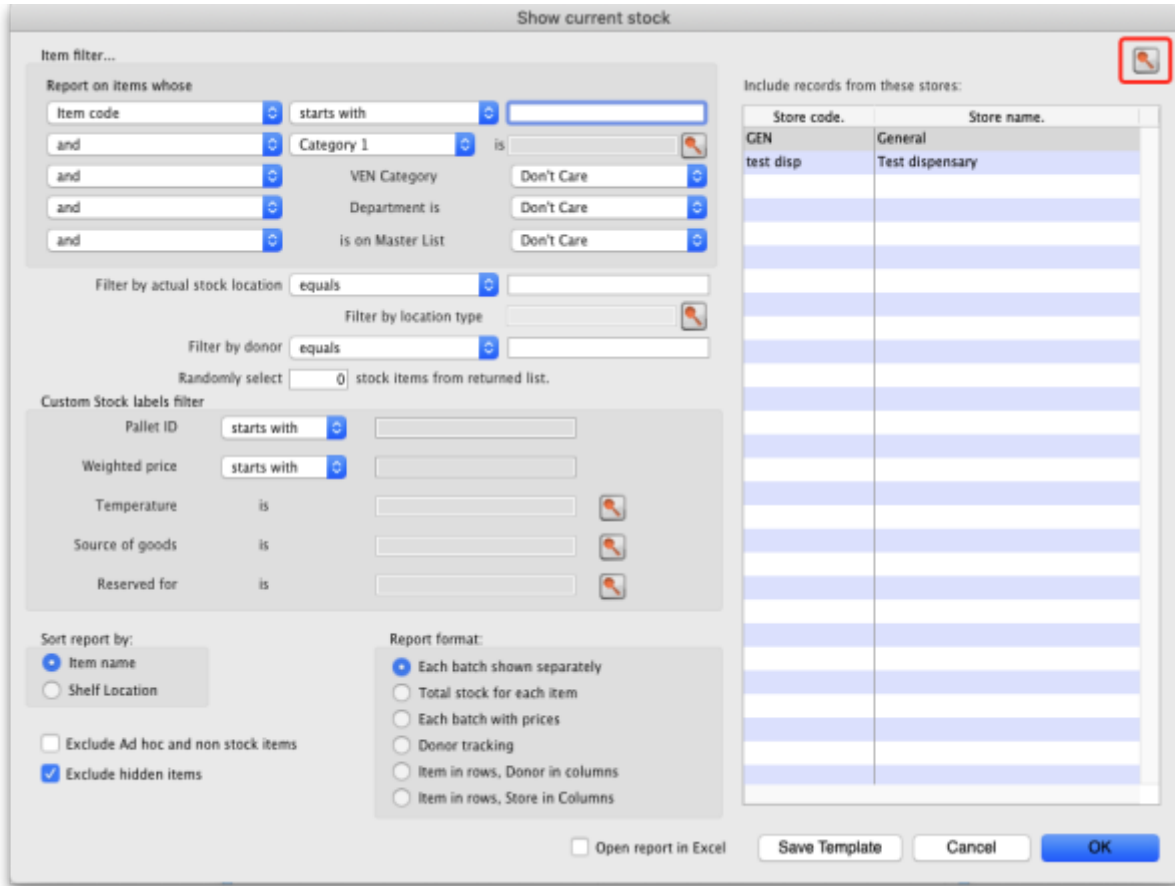 Show current stock
Item filter...
Report on items whose
Item code starts with
and Category 1 is
and VEN Category Don't Care
and Department is Don't Care
and is on Master List Don't Care
Filter by actual stock location equals
Filter by location type
Filter by donor equals
Randomly select 0 stock items from returned list.
Custom Stock labels filter
Pallet ID starts with
Weighted price starts with
Temperature is
Source of goods is
Reserved for is
Sort report by:
Item name
Shelf Location
Exclude Ad hoc and non stock items
Exclude hidden items
Report format:
Each batch shown separately
Total stock for each item
Each batch with prices
Donor tracking
Item in rows, Donor in columns
Item in rows, Store in Columns
Include records from these stores:
Store code. Store name.
GEN General
test disp Test dispensary
Open report in Excel Save Template Cancel OK